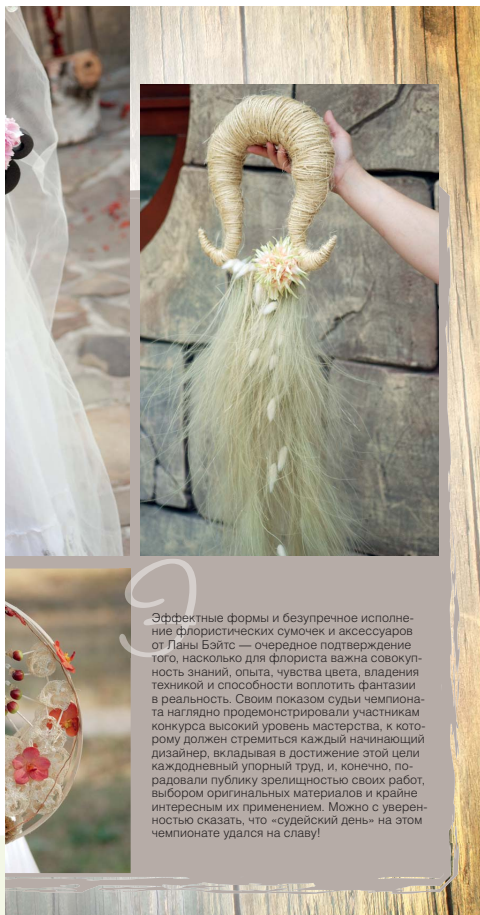 Эффектные формы и безупречное исполне-
ние флористических сумочек и аксессуаров
от Ланы Бэйтс — очередное подтверждение
того, насколько для флориста важна совокуп-
ность знаний, опыта, чувства цвета, владения
техникой и способности воплотить фантазии
в реальность. Своим показом судьи чемпиона-
та наглядно продемонстрировали участникам
конкурса высокий уровень мастерства, к кото-
рому должен стремиться каждый начинающий
дизайнер, вкладывая в достижение этой цели
каждодневный упорный труд, и, конечно, по-
радовали публику зрелищностью своих работ,
выбором оригинальных материалов и крайне
интересным их применением. Можно с уверен-
ностью сказать, что «судейский день» на этом
чемпионате удался на славу!